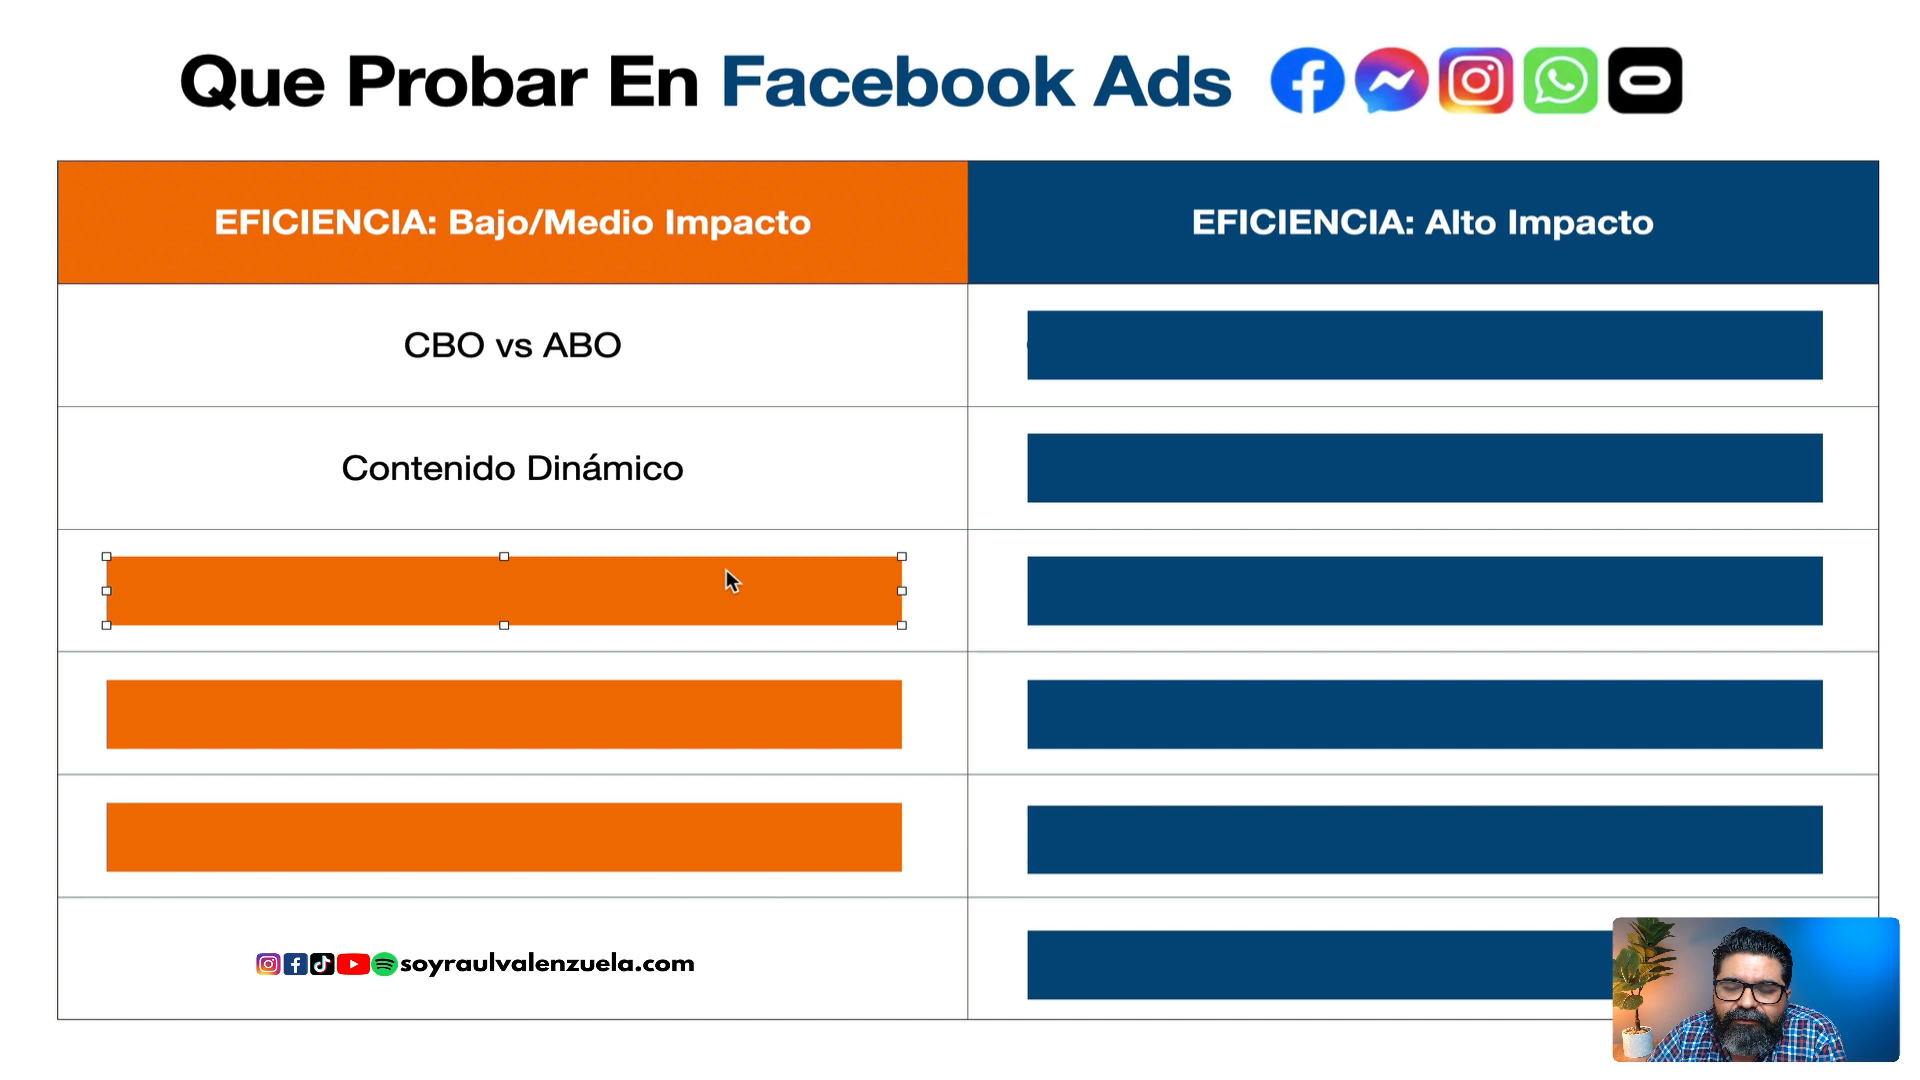 Que Probar En Facebook Ads
EFICIENCIA: Bajo/Medio Impacto
EFICIENCIA: Alto Impacto
CBO vs ABO
Contenido Dinámico
soyraulvalenzuela.com